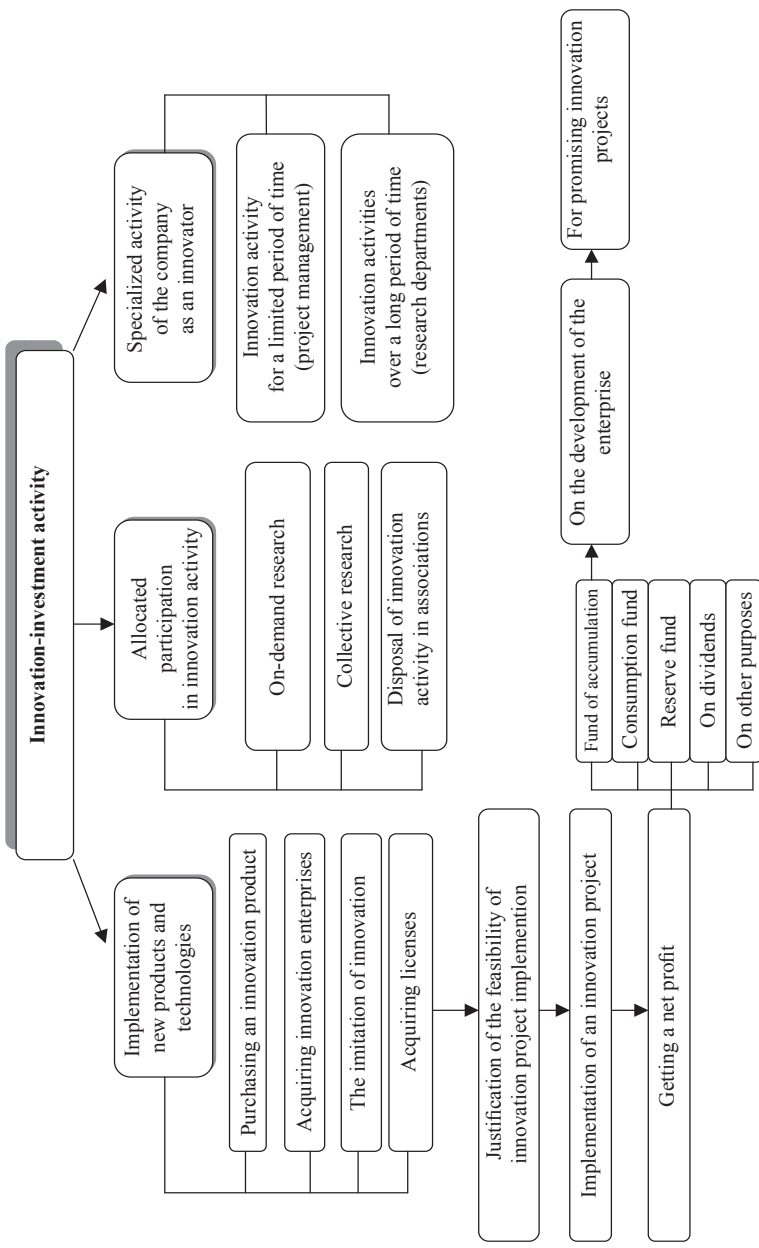 Innovation-investment activity
Implementation of
new products and
technologies
Purchasing an innovation product
Acquiring innovation enterprises
The imitation of innovation
Acquiring licenses
Allocated
participation
in innovation activity
On-demand research
Collective research
Disposal of innovation
activity in associations
Specialized activity
of the company
as an innovator
Innovation activity
for a limited period of time
(project management)
Innovation activities
over a long period of time
(research departments)
Justification of the feasibility of
innovation project implemention
Implementation of an innovation project
Getting a net profit
Fund of accumulation
Consumption fund
Reserve fund
On dividends
On other purposes
On the development of the
enterprise
For promising innovation
projects